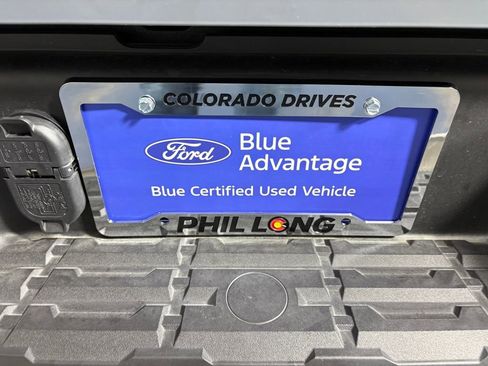 COLORADO DRIVES
Ford
Blue
Advantage
Blue Certified Used Vehicle
PHIL LONG